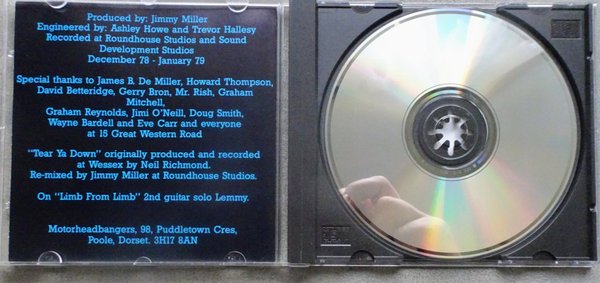 Produced by: Jimmy Miller
Engineered by: Ashley Howe and Trevor Hallesy
Recorded at Roundhouse Studios and Sound
Development Studios
December 78 - January 79
Special thanks to James B. De Miller, Howard Thompson,
David Betteridge, Gerry Bron, Mr. Rish, Graham
Mitchell,
Graham Reynolds, Jimi O'Neill, Doug Smith,
Wayne Bardell and Eve Carr and everyone
at 15 Great Western Road
"Tear Ya Down" originally produced and recorded
at Wessex by Neil Richmond.
Re-mixed by Jimmy Miller at Roundhouse Studios.
On "Limb From Limb" 2nd guitar solo Lemmy.
Motorheadbangers, 98, Puddletown Cres,
Poole, Dorset. 3H17 8AN